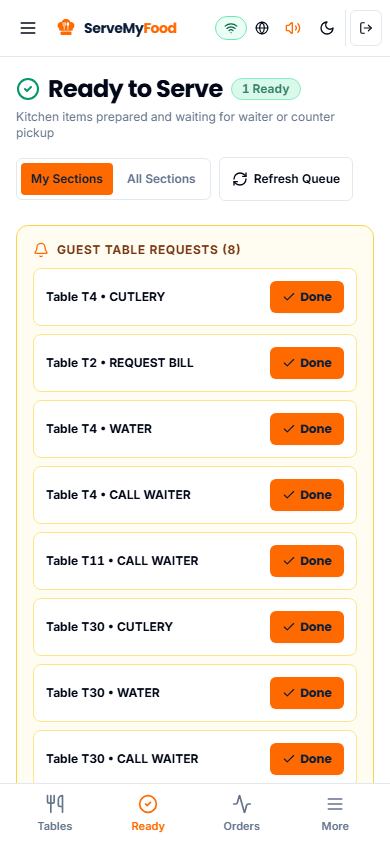 ServeMyFood
Ready to Serve
1 Ready
Kitchen items prepared and waiting for waiter or counter
pickup
My Sections
All Sections
Refresh Queue
GUEST TABLE REQUESTS (8)
Table T4 • CUTLERY
Done
Table T2 • REQUEST BILL
Done
Table T4 • WATER
Done
Table T4 • CALL WAITER
Done
Table T11 • CALL WAITER
Done
Table T30 • CUTLERY
Done
Table T30 • WATER
Done
Table T30 • CALL WAITER
Done
Tables
Ready
Orders
More